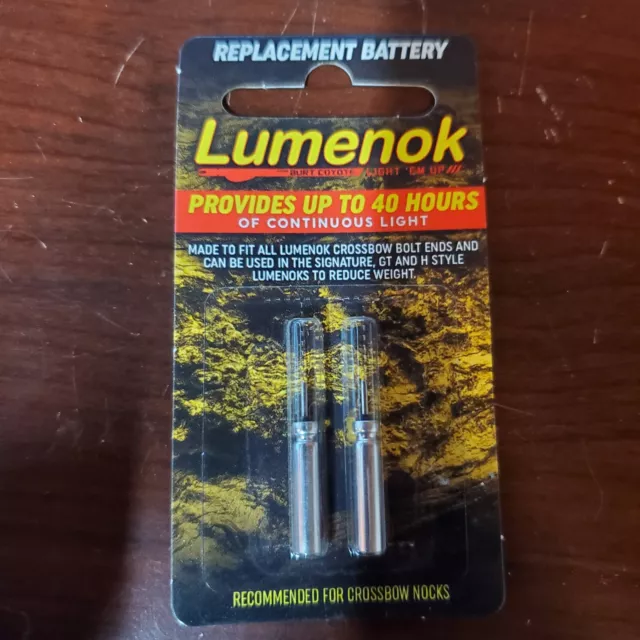 REPLACEMENT BATTERY
Lumenok
BURT COYOTE LIGHT 'EM UP
PROVIDES UP TO 40 HOURS
OF CONTINUOUS LIGHT
MADE TO FIT ALL LUMENOK CROSSBOW BOLT ENDS AND
CAN BE USED IN THE SIGNATURE, GT AND H STYLE
LUMENOKS TO REDUCE WEIGHT.
RECOMMENDED FOR CROSSBOW NOCKS